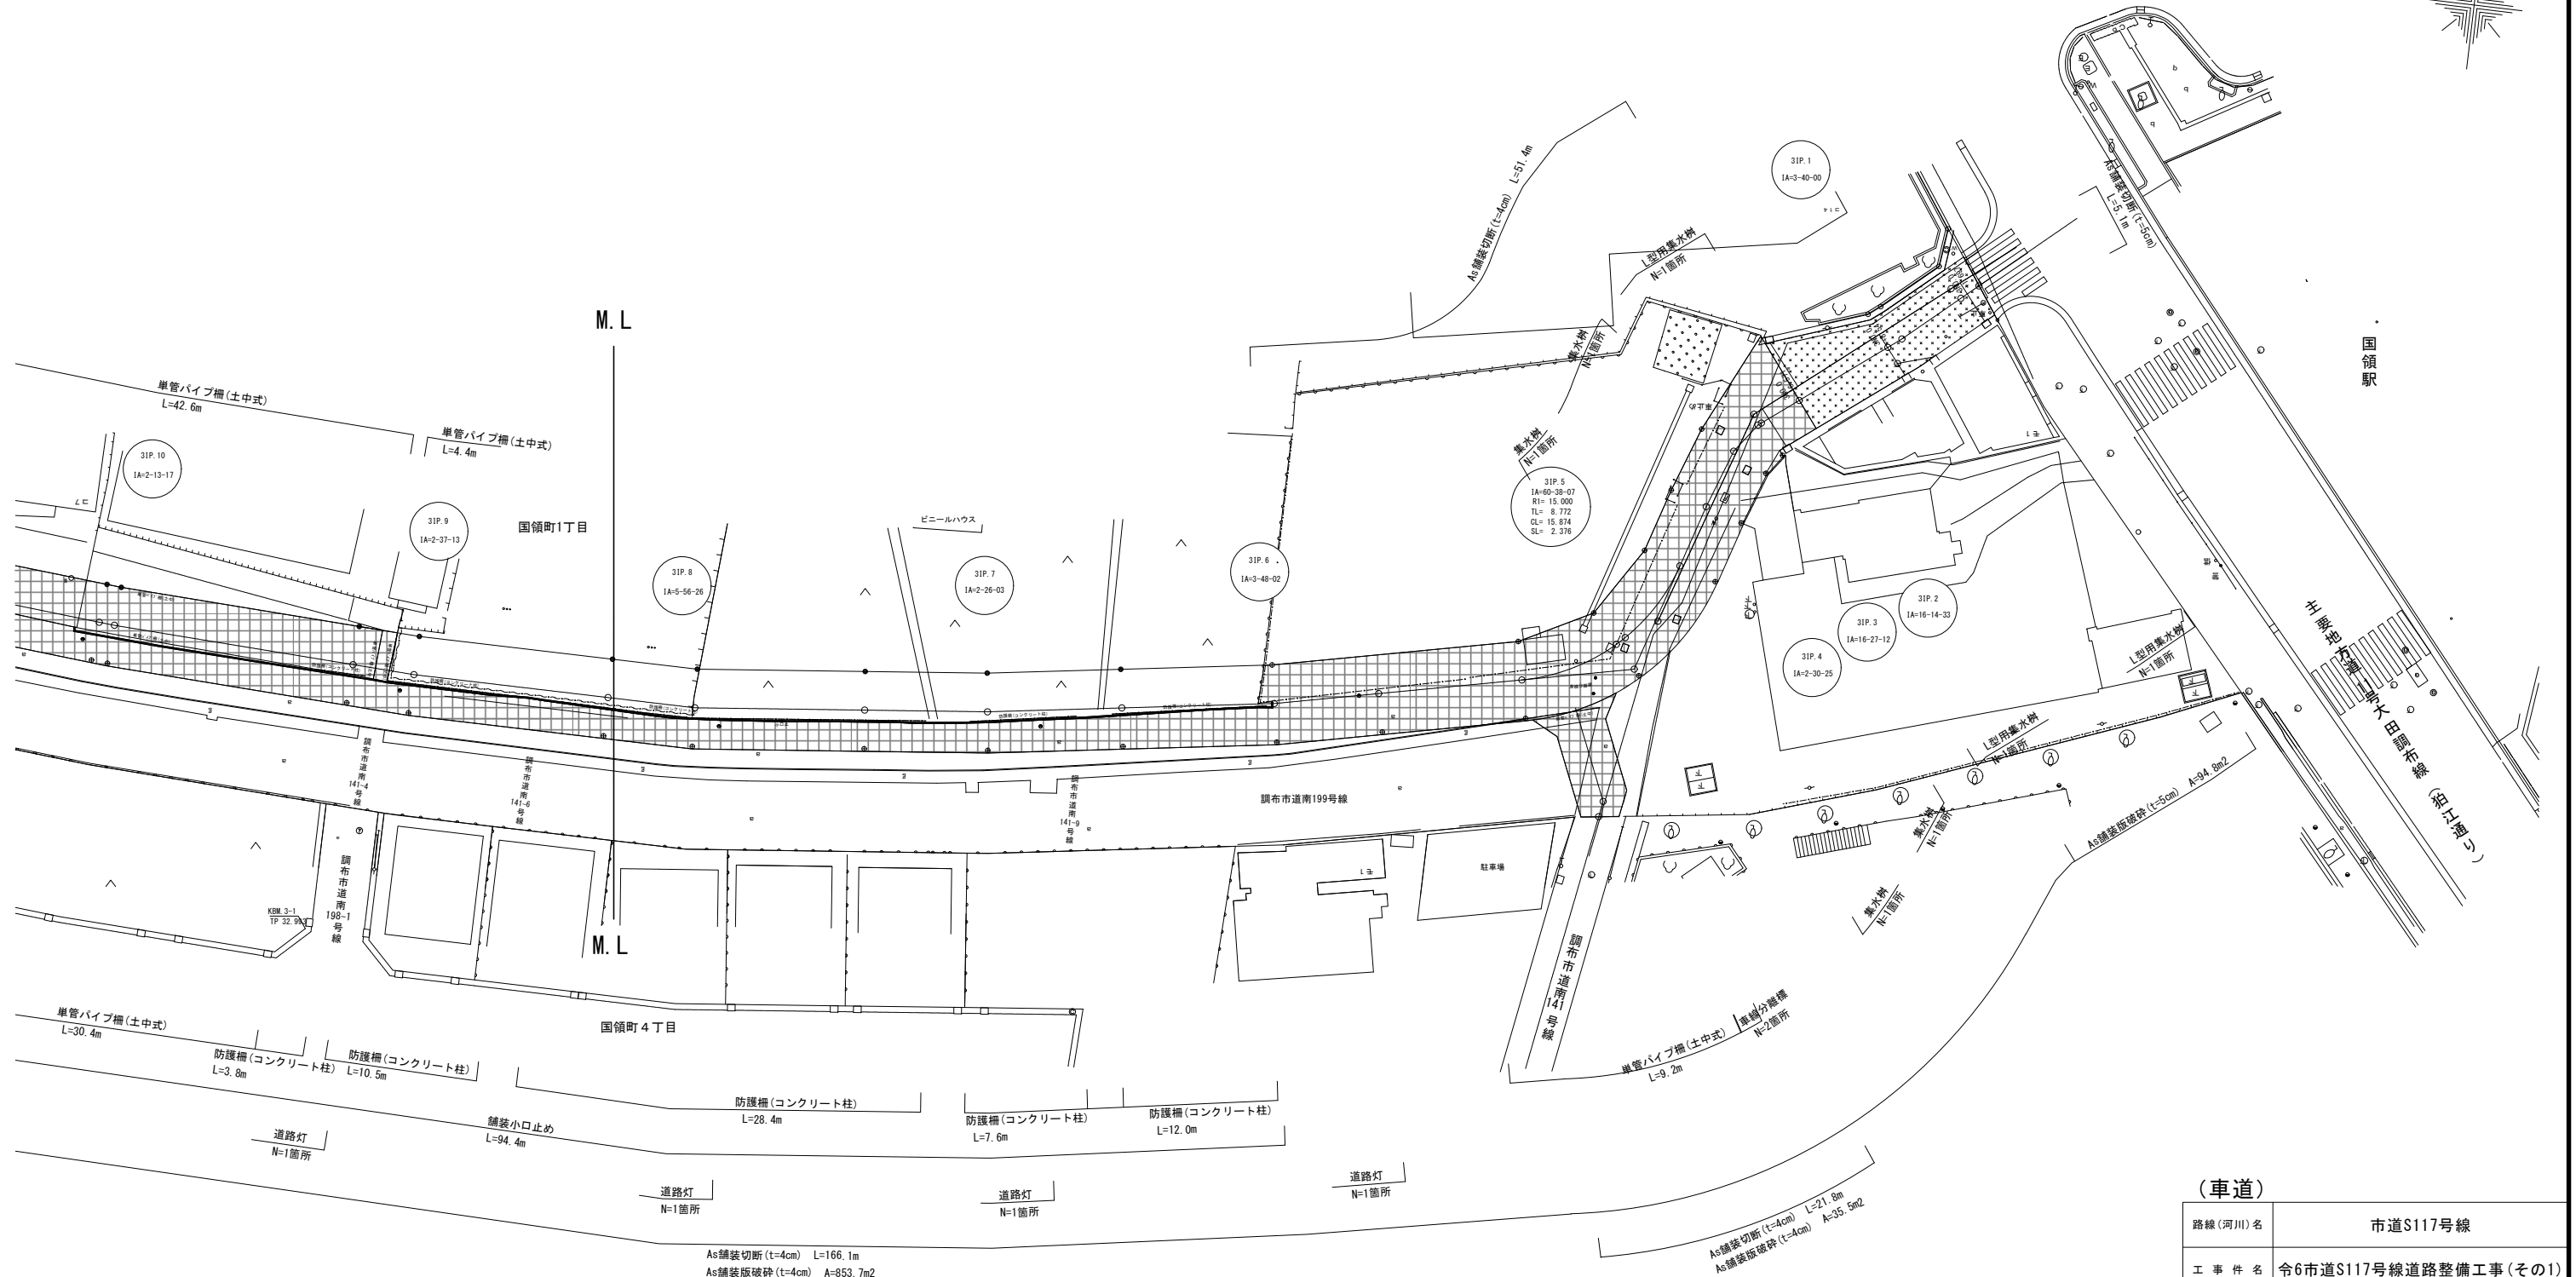 M.L
単管パイプ柵(土中式)
L=42.6m
単管パイプ柵(土中式)
L=4.4m
3IP.10
IA=2-13-17
コ7
3IP.9
IA=2-37-13
国領町1丁目
3IP.8
IA=5-56-26
ビニールハウス
3IP.7
IA=2-26-03
3IP.6
IA=3-48-02
As舗装切断(t=4cm) L=51.4m
3IP.1
IA=3-40-00
コ14
L型用集水桝
N=1箇所
集水桝
N=1箇所
集水桝
N=1箇所
3IP.5
IA=60-38-07
R1= 15.000
TL= 8.772
CL= 15.874
SL= 2.376
車止め
As舗装切断(t=5cm)
L=5.1m
国領駅
モ1
3IP.2
IA=16-14-33
3IP.3
IA=16-27-12
3IP.4
IA=2-30-25
L型用集水桝
N=1箇所
L型用集水桝
N=1箇所
主要地方道11号大田調布線(狛江通り)
As舗装版破砕(t=5cm) A=94.8m2
集水桝
N=1箇所
集水桝
N=1箇所
調布市道南
141-4
号線
調布市道南
141-6
号線
調布市道南
141-9
号線
調布市道南199号線
調布市道南
198-1
号線
KBM.3-1
TP 32.993
モ1
駐車場
調布市道南
141
号線
M.L
国領町4丁目
単管パイプ柵(土中式)
L=30.4m
防護柵(コンクリート柱)
L=3.8m
防護柵(コンクリート柱)
L=10.5m
防護柵(コンクリート柱)
L=28.4m
防護柵(コンクリート柱)
L=7.6m
防護柵(コンクリート柱)
L=12.0m
単管パイプ柵(土中式)
L=9.2m
車線分離標
N=2箇所
舗装小口止め
L=94.4m
道路灯
N=1箇所
道路灯
N=1箇所
道路灯
N=1箇所
道路灯
N=1箇所
As舗装切断(t=4cm) L=21.8m
As舗装版破砕(t=4cm) A=35.5m2
As舗装切断(t=4cm) L=166.1m
As舗装版破砕(t=4cm) A=853.7m2
(車道)
路線(河川)名 市道S117号線
工事件名 令6市道S117号線道路整備工事(その1)